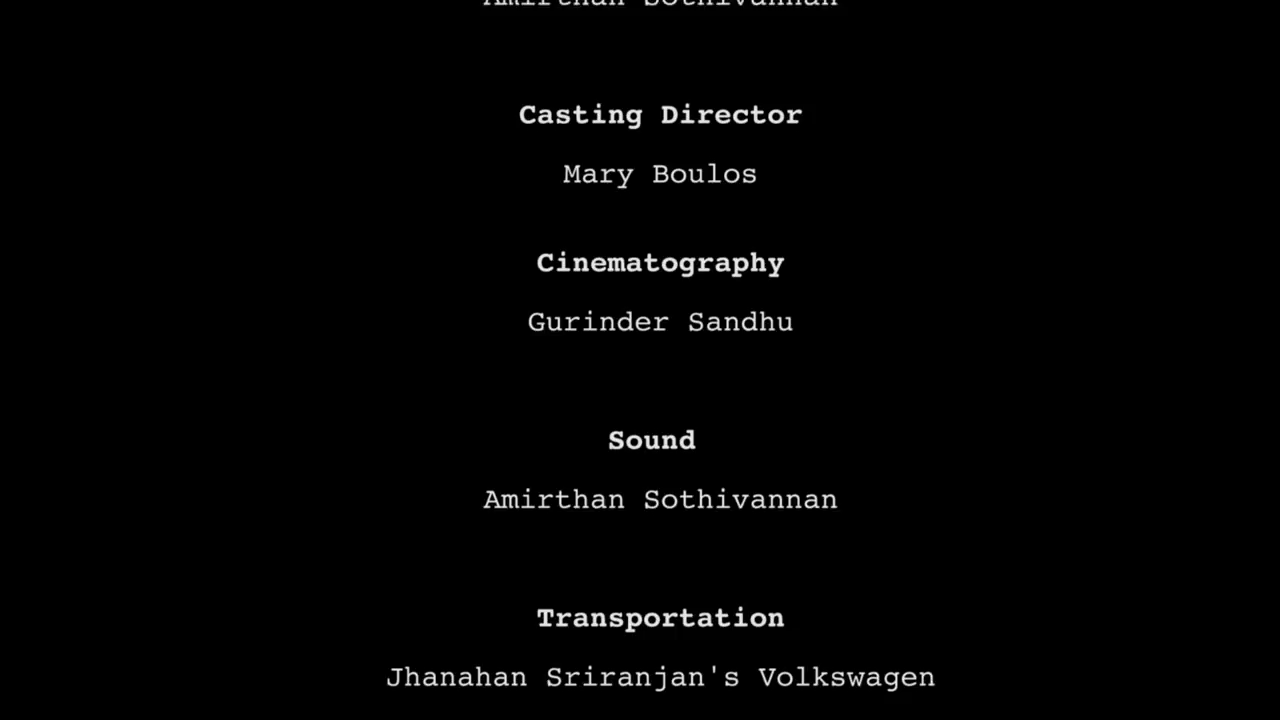 Amirthan Sothivannan
Casting Director
Mary Boulos
Cinematography
Gurinder Sandhu
Sound
Amirthan Sothivannan
Transportation
Jhanahan Sriranjan's Volkswagen